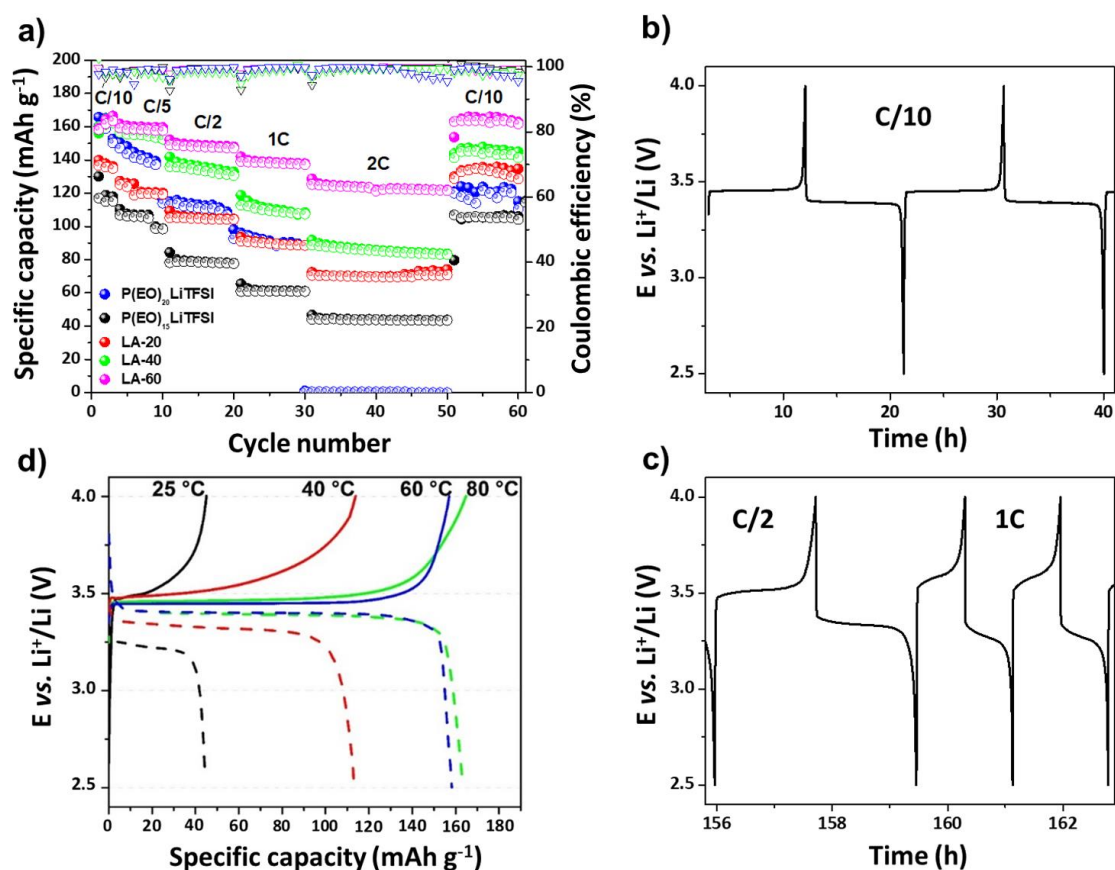 a)
Specific capacity (mAh g⁻¹)
200
180
160
140
120
100
80
60
40
20
0
C/10
C/5
C/2
1C
2C
C/10
P(EO)₂₀LiTFSI
P(EO)₁₅LiTFSI
LA-20
LA-40
LA-60
100
80
60
40
20
0
Coulombic efficiency (%)
0 10 20 30 40 50 60
Cycle number
b)
E vs. Li⁺/Li (V)
4.0
3.5
3.0
2.5
C/10
10 20 30 40
Time (h)
d)
E vs. Li⁺/Li (V)
4.0
3.5
3.0
2.5
25 °C 40 °C 60 °C 80 °C
0 20 40 60 80 100 120 140 160 180
Specific capacity (mAh g⁻¹)
c)
E vs. Li⁺/Li (V)
4.0
3.5
3.0
2.5
C/2 1C
156 158 160 162
Time (h)